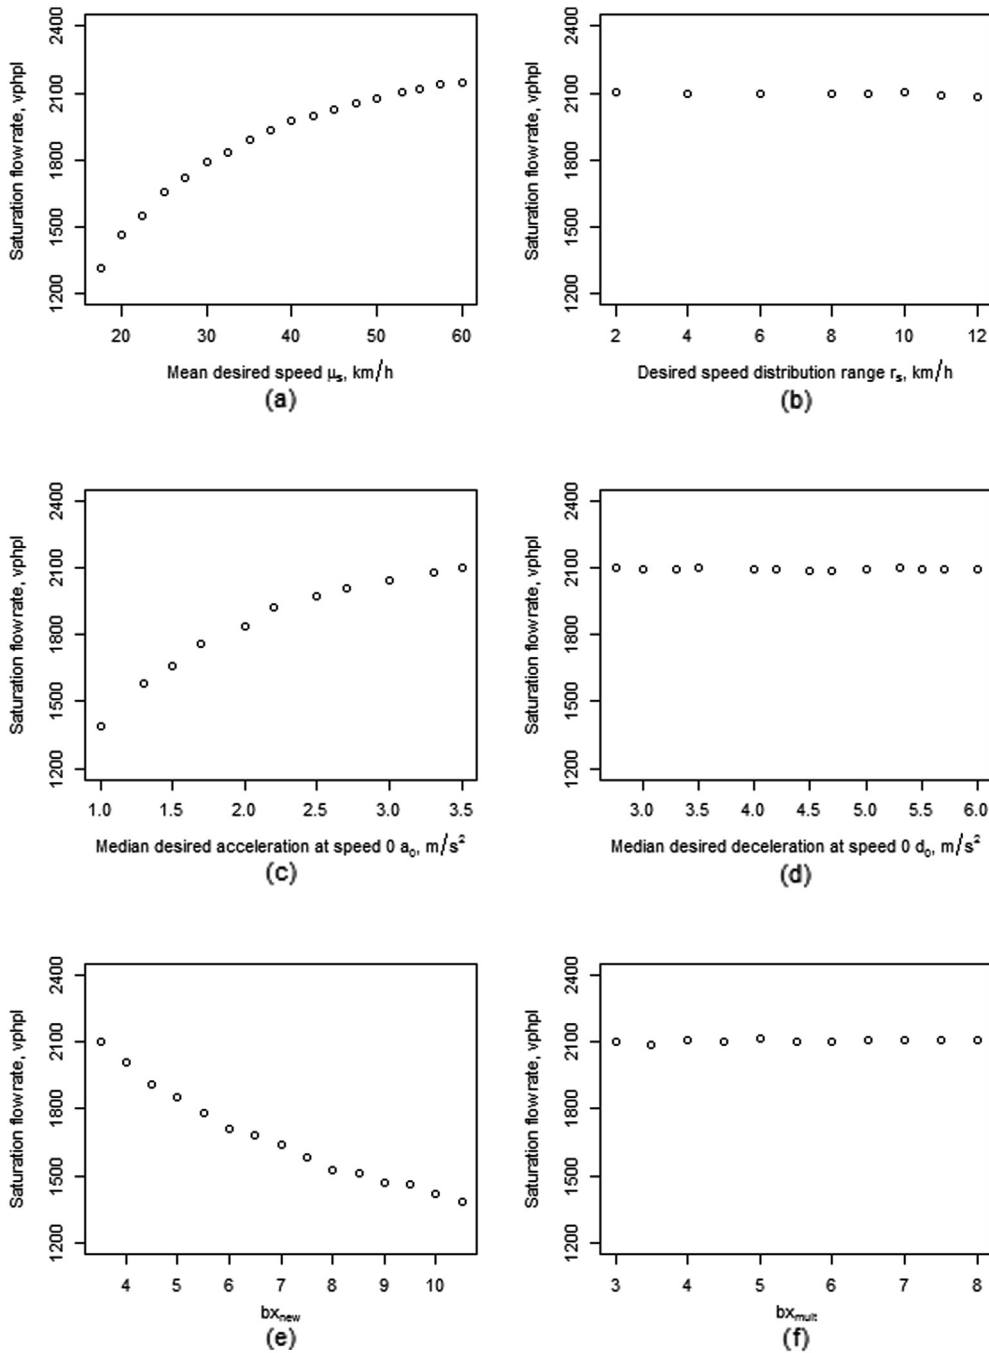 2400
2100
1800
1500
1200
Saturation flowrate, vphpl
20 30 40 50 60
Mean desired speed μₛ, km/h
(a)
2400
2100
1800
1500
1200
Saturation flowrate, vphpl
2 4 6 8 10 12
Desired speed distribution range rₛ, km/h
(b)
2400
2100
1800
1500
1200
Saturation flowrate, vphpl
1.0 1.5 2.0 2.5 3.0 3.5
Median desired acceleration at speed 0 a₀, m/s²
(c)
2400
2100
1800
1500
1200
Saturation flowrate, vphpl
3.0 3.5 4.0 4.5 5.0 5.5 6.0
Median desired deceleration at speed 0 d₀, m/s²
(d)
2400
2100
1800
1500
1200
Saturation flowrate, vphpl
4 5 6 7 8 9 10
bx_new
(e)
2400
2100
1800
1500
1200
Saturation flowrate, vphpl
3 4 5 6 7 8
bx_mult
(f)